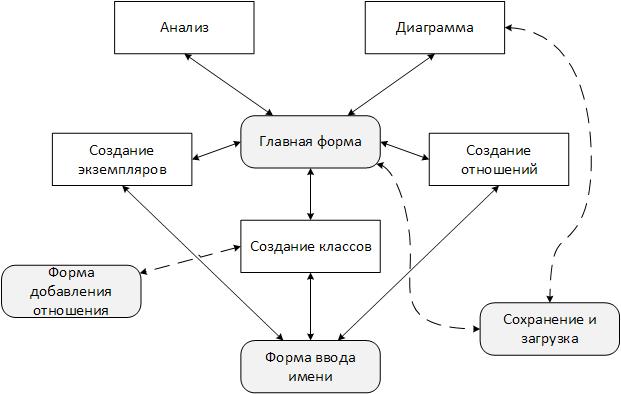 Анализ
Диаграмма
Главная форма
Создание
экземпляров
Создание
отношений
Создание классов
Форма
добавления
отношения
Сохранение и
загрузка
Форма ввода
имени